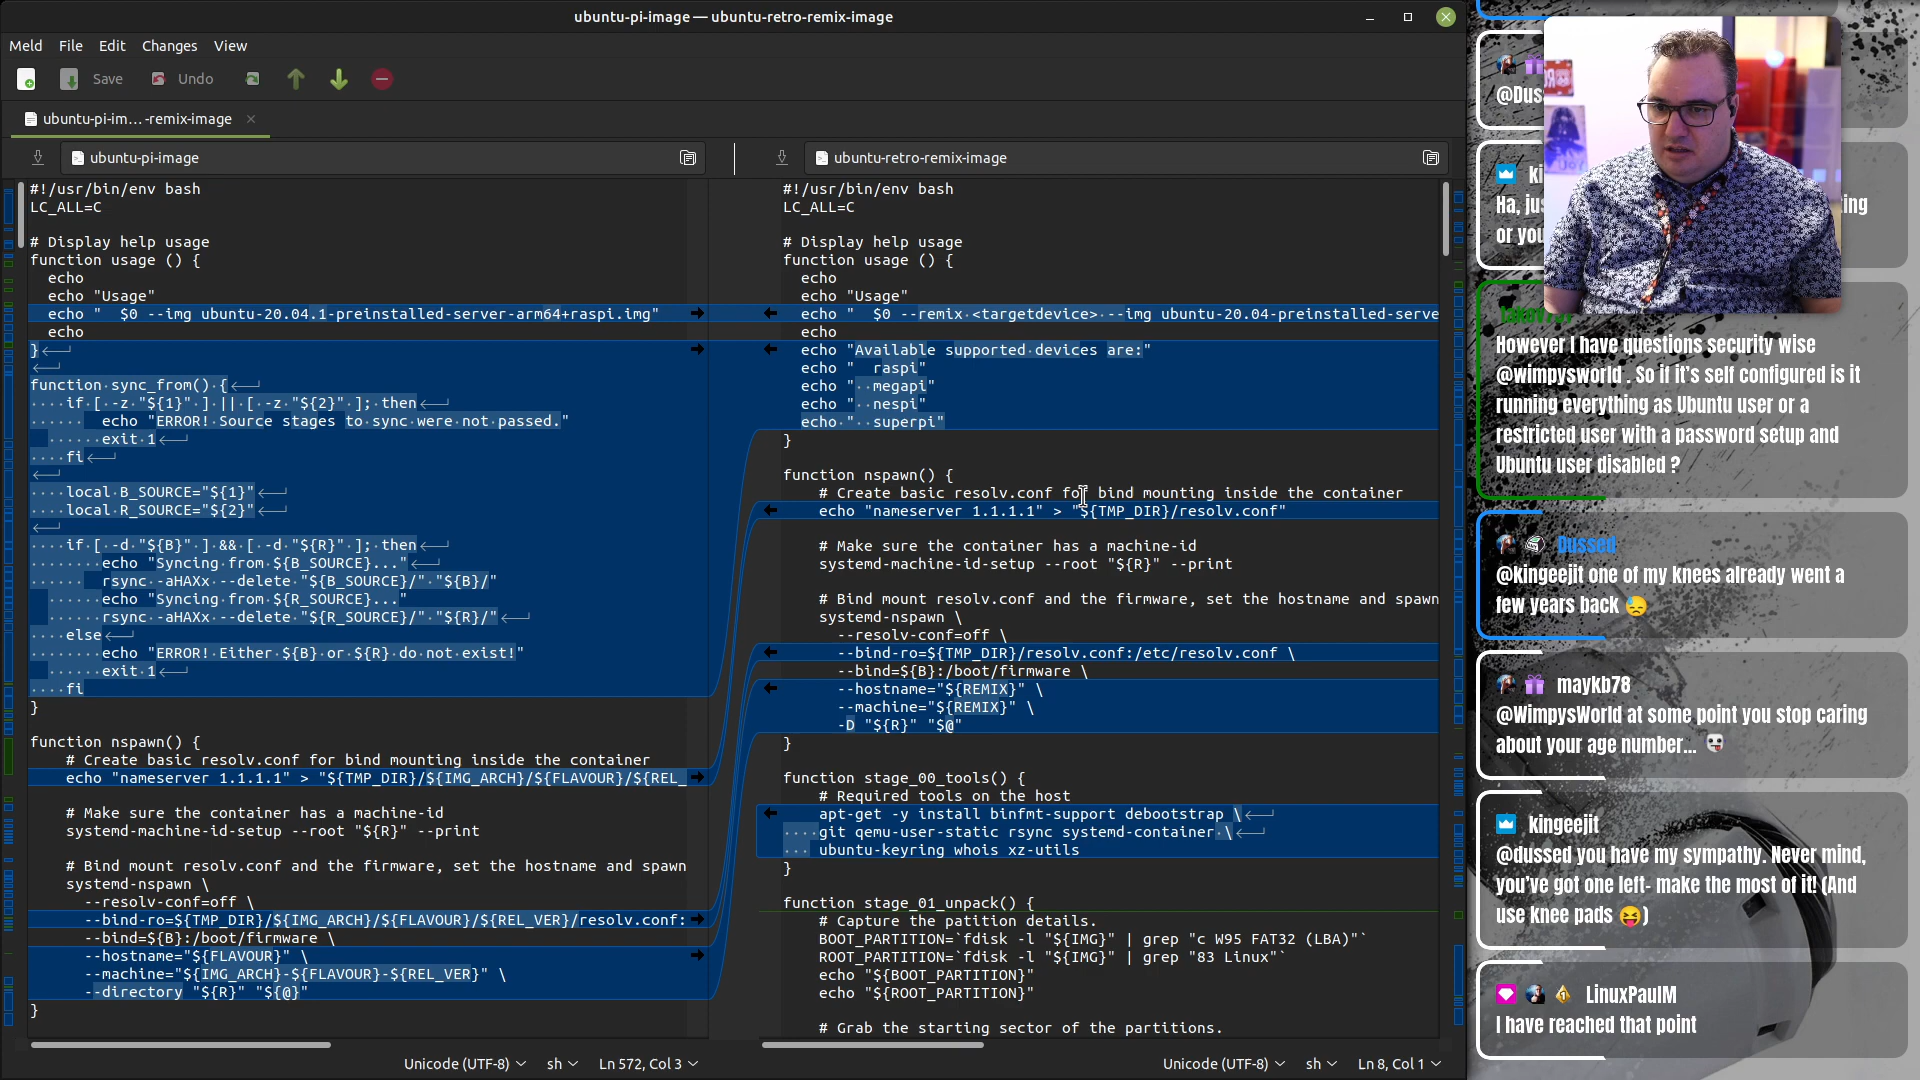 ubuntu-pi-image — ubuntu-retro-remix-image
Meld File Edit Changes View
Save Undo
ubuntu-pi-im… -remix-image
ubuntu-pi-image
#!/usr/bin/env bash
LC_ALL=C
# Display help usage
function usage () {
echo
echo "Usage"
echo "  $0 --img ubuntu-20.04.1-preinstalled-server-arm64+raspi.img"
echo
}
function sync_from() {
if [ -z "${1}" ] || [ -z "${2}" ]; then
echo "ERROR! Source stages to sync were not passed."
exit 1
fi
local B_SOURCE="${1}"
local R_SOURCE="${2}"
if [ -d "${B}" ] && [ -d "${R}" ]; then
echo "Syncing from ${B_SOURCE}..."
rsync -aHAXx --delete "${B_SOURCE}/" "${B}/"
echo "Syncing from ${R_SOURCE}..."
rsync -aHAXx --delete "${R_SOURCE}/" "${R}/"
else
echo "ERROR! Either ${B} or ${R} do not exist!"
exit 1
fi
}
function nspawn() {
# Create basic resolv.conf for bind mounting inside the container
echo "nameserver 1.1.1.1" > "${TMP_DIR}/${IMG_ARCH}/${FLAVOUR}/${REL_
# Make sure the container has a machine-id
systemd-machine-id-setup --root "${R}" --print
# Bind mount resolv.conf and the firmware, set the hostname and spawn
systemd-nspawn \
--resolv-conf=off \
--bind-ro=${TMP_DIR}/${IMG_ARCH}/${FLAVOUR}/${REL_VER}/resolv.conf:
--bind=${B}:/boot/firmware \
--hostname="${FLAVOUR}" \
--machine="${IMG_ARCH}-${FLAVOUR}-${REL_VER}" \
--directory "${R}" "${@}"
}
Unicode (UTF-8) sh Ln 572, Col 3
ubuntu-retro-remix-image
#!/usr/bin/env bash
LC_ALL=C
# Display help usage
function usage () {
echo
echo "Usage"
echo "  $0 --remix <targetdevice> --img ubuntu-20.04-preinstalled-serve
echo
echo "Available supported devices are:"
echo "  raspi"
echo "  megapi"
echo "  nespi"
echo "  superpi"
}
function nspawn() {
# Create basic resolv.conf for bind mounting inside the container
echo "nameserver 1.1.1.1" > "${TMP_DIR}/resolv.conf"
# Make sure the container has a machine-id
systemd-machine-id-setup --root "${R}" --print
# Bind mount resolv.conf and the firmware, set the hostname and spawn
systemd-nspawn \
--resolv-conf=off \
--bind-ro=${TMP_DIR}/resolv.conf:/etc/resolv.conf \
--bind=${B}:/boot/firmware \
--hostname="${REMIX}" \
--machine="${REMIX}" \
-D "${R}" "$@"
}
function stage_00_tools() {
# Required tools on the host
apt-get -y install binfmt-support debootstrap \
git qemu-user-static rsync systemd-container \
ubuntu-keyring whois xz-utils
}
function stage_01_unpack() {
# Capture the patition details.
BOOT_PARTITION=`fdisk -l "${IMG}" | grep "c W95 FAT32 (LBA)"`
ROOT_PARTITION=`fdisk -l "${IMG}" | grep "83 Linux"`
echo "${BOOT_PARTITION}"
echo "${ROOT_PARTITION}"
# Grab the starting sector of the partitions.
Unicode (UTF-8) sh Ln 8, Col 1
@Dus
ki
Ha, jus
ing
or you
However I have questions security wise
@wimpysworld . So if it's self configured is it
running everything as Ubuntu user or a
restricted user with a password setup and
Ubuntu user disabled ?
Dussed
@kingeejit one of my knees already went a
few years back 😓
maykb78
@WimpysWorld at some point you stop caring
about your age number... 💀
kingeejit
@dussed you have my sympathy. Never mind,
you've got one left- make the most of it! (And
use knee pads 😝)
LinuxPaulM
I have reached that point